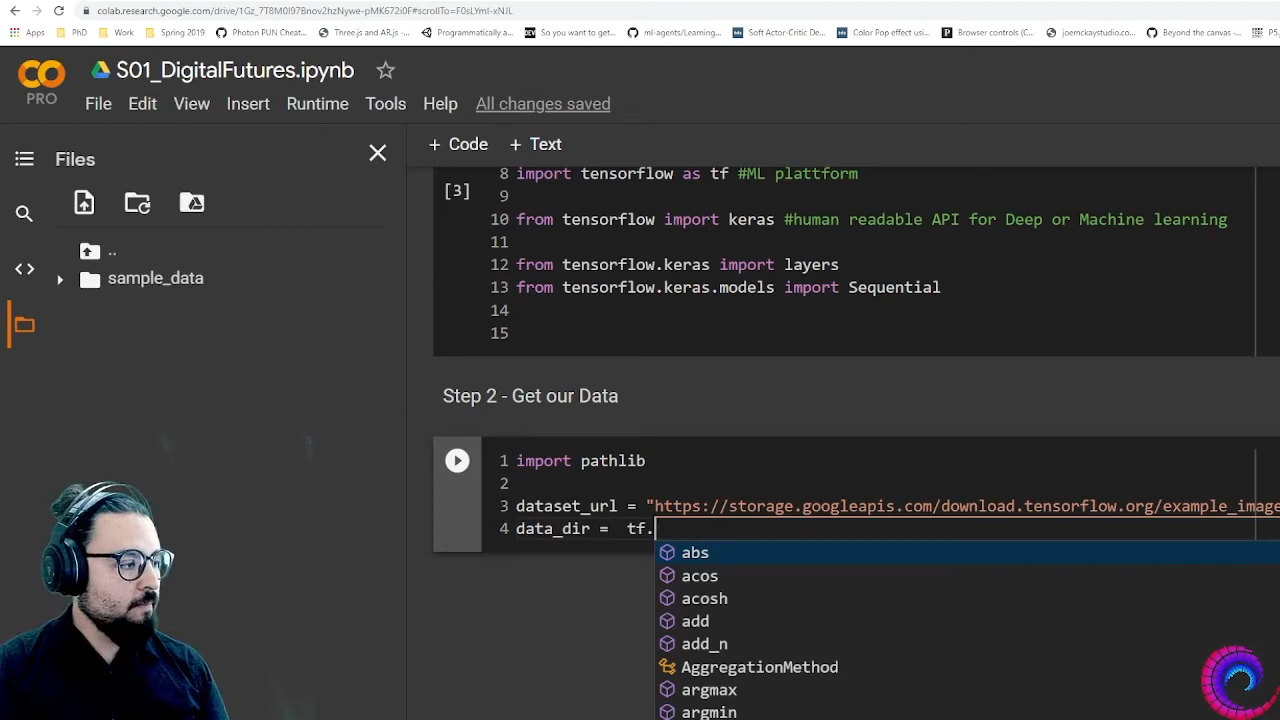 colab.research.google.com/drive/1Gz_7T8M0I97Bnov2hzNywe-pMK672i0F#scrollTo=F0sLYmI-xNJL
Apps PhD Work Spring 2019 Photon PUN Cheat... Three.js and AR.js -... Programmatically a... So you want to get... ml-agents/Learning... Soft Actor-Critic De... Color Pop effect usi... Browser controls (C... joemckaystudio.co... Beyond the canvas -...
CO
PRO
S01_DigitalFutures.ipynb
File Edit View Insert Runtime Tools Help All changes saved
Files
+ Code + Text
..
sample_data
[3]
8 import tensorflow as tf #ML plattform
9
10 from tensorflow import keras #human readable API for Deep or Machine learning
11
12 from tensorflow.keras import layers
13 from tensorflow.keras.models import Sequential
14
15
Step 2 - Get our Data
1 import pathlib
2
3 dataset_url = "https://storage.googleapis.com/download.tensorflow.org/example_image
4 data_dir = tf.
abs
acos
acosh
add
add_n
AggregationMethod
argmax
argmin